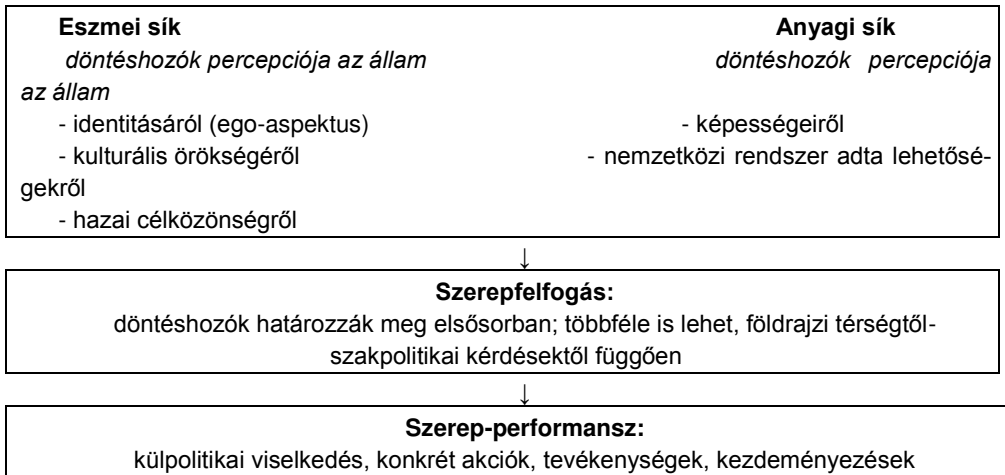 Eszmei sík Anyagi sík
döntéshozók percepciója az állam döntéshozók percepciója
az állam
- identitásáról (ego-aspektus) - képességeiről
- kulturális örökségéről - nemzetközi rendszer adta lehetősé-
gekről
- hazai célközönségről
↓
Szerepfelfogás:
döntéshozók határozzák meg elsősorban; többféle is lehet, földrajzi térségtől-
szakpolitikai kérdésektől függően
↓
Szerep-performansz:
külpolitikai viselkedés, konkrét akciók, tevékenységek, kezdeményezések